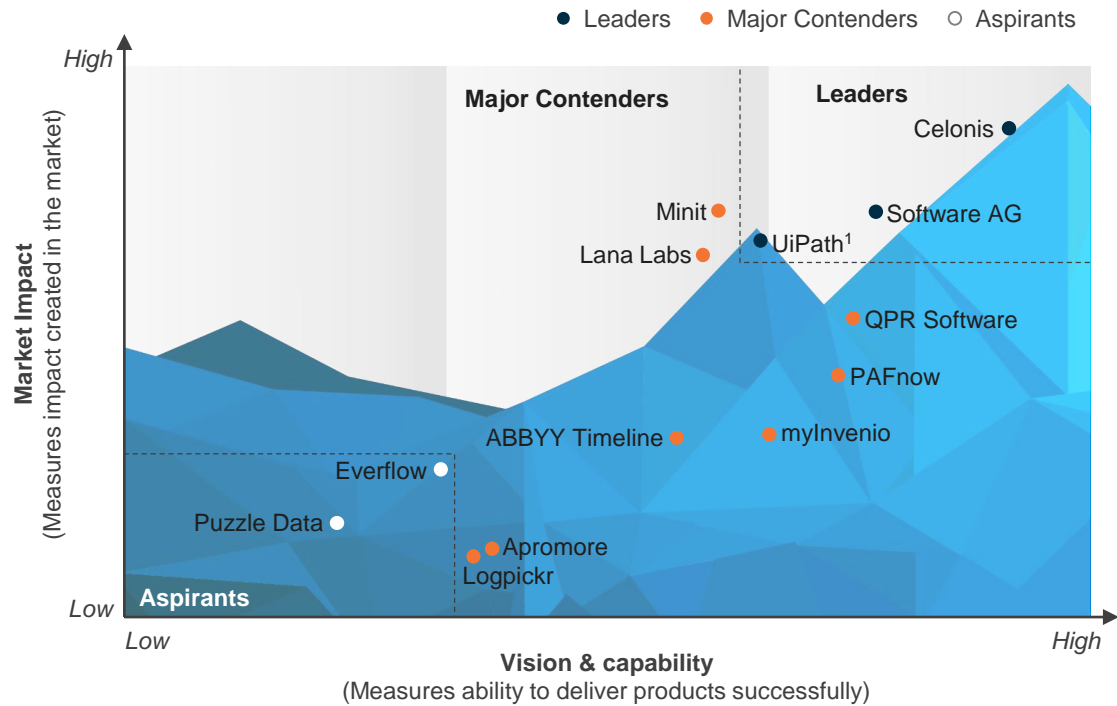 Leaders
Major Contenders
Aspirants
High
Major Contenders
Leaders
Celonis
Minit
Software AG
UiPath¹
Lana Labs
QPR Software
PAFnow
ABBYY Timeline
myInvenio
Everflow
Puzzle Data
Apromore
Logpickr
Aspirants
Low
Low
High
Market Impact
(Measures impact created in the market)
Vision & capability
(Measures ability to deliver products successfully)